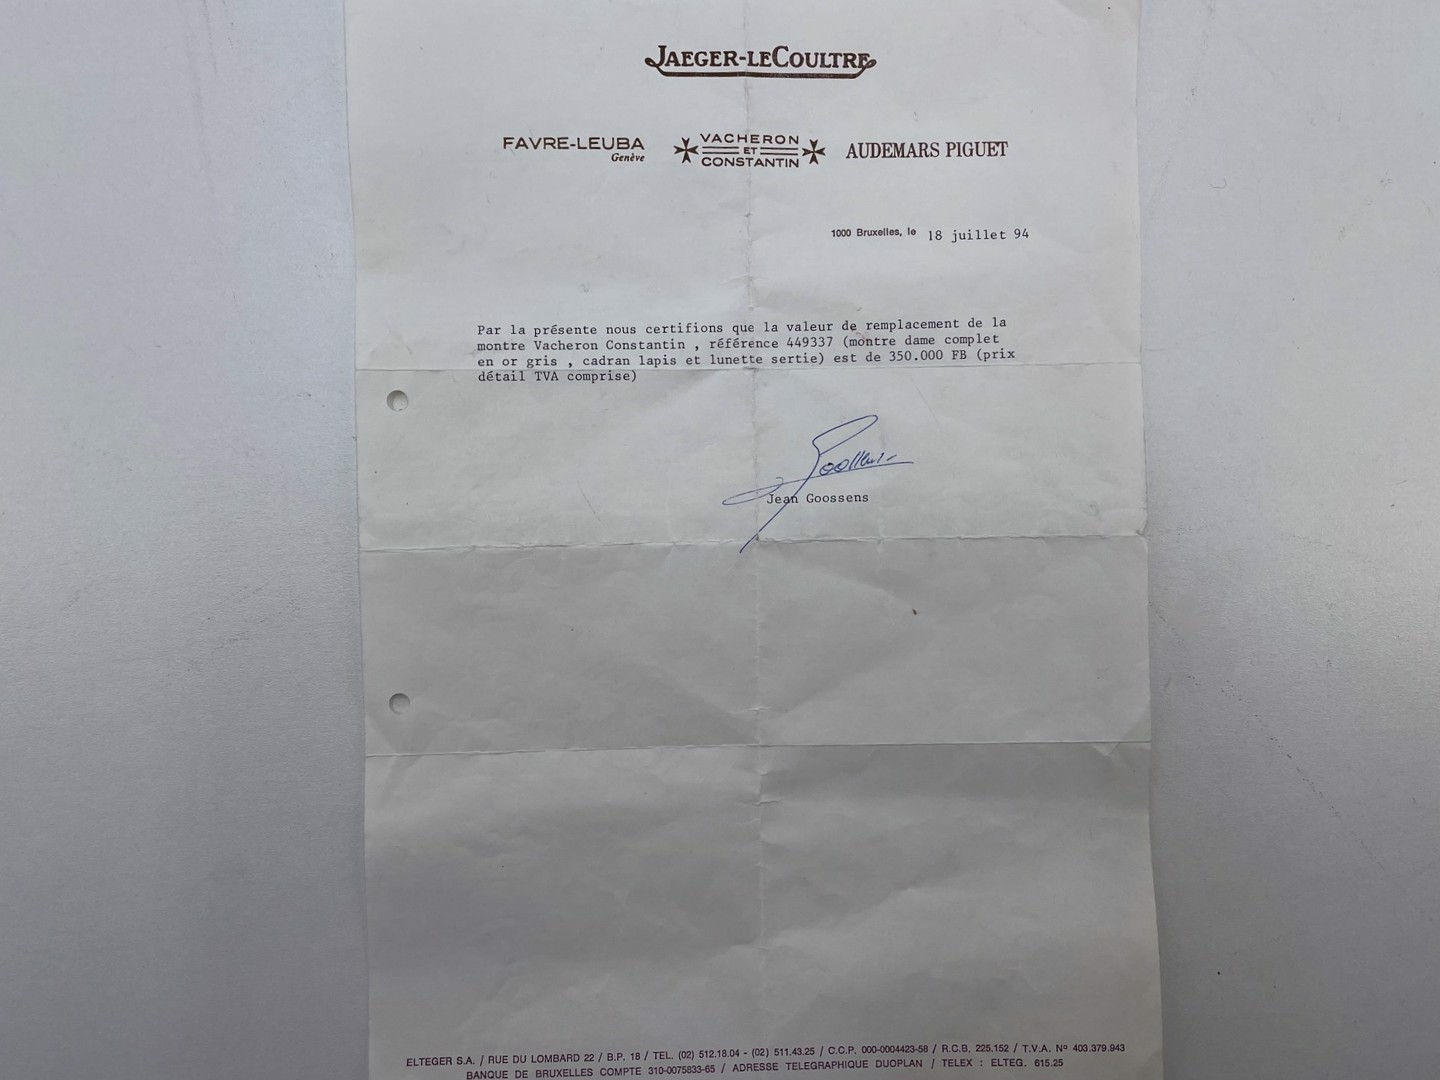 JAEGER-LECOULTRE
FAVRE-LEUBA
Genève
VACHERON
ET
CONSTANTIN
AUDEMARS PIGUET
1000 Bruxelles, le 18 juillet 94
Par la présente nous certifions que la valeur de remplacement de la
montre Vacheron Constantin , référence 449337 (montre dame complet
en or gris , cadran lapis et lunette sertie) est de 350.000 FB (prix
détail TVA comprise)
Jean Goossens
ELTEGER S.A. / RUE DU LOMBARD 22 / B.P. 18 / TEL. (02) 512.18.04 - (02) 511.43.25 / C.C.P. 000-0004423-58 / R.C.B. 225.152 / T.V.A. Nº 403.379.943
BANQUE DE BRUXELLES COMPTE 310-0075833-65 / ADRESSE TELEGRAPHIQUE DUOPLAN / TELEX : ELTEG. 615.25